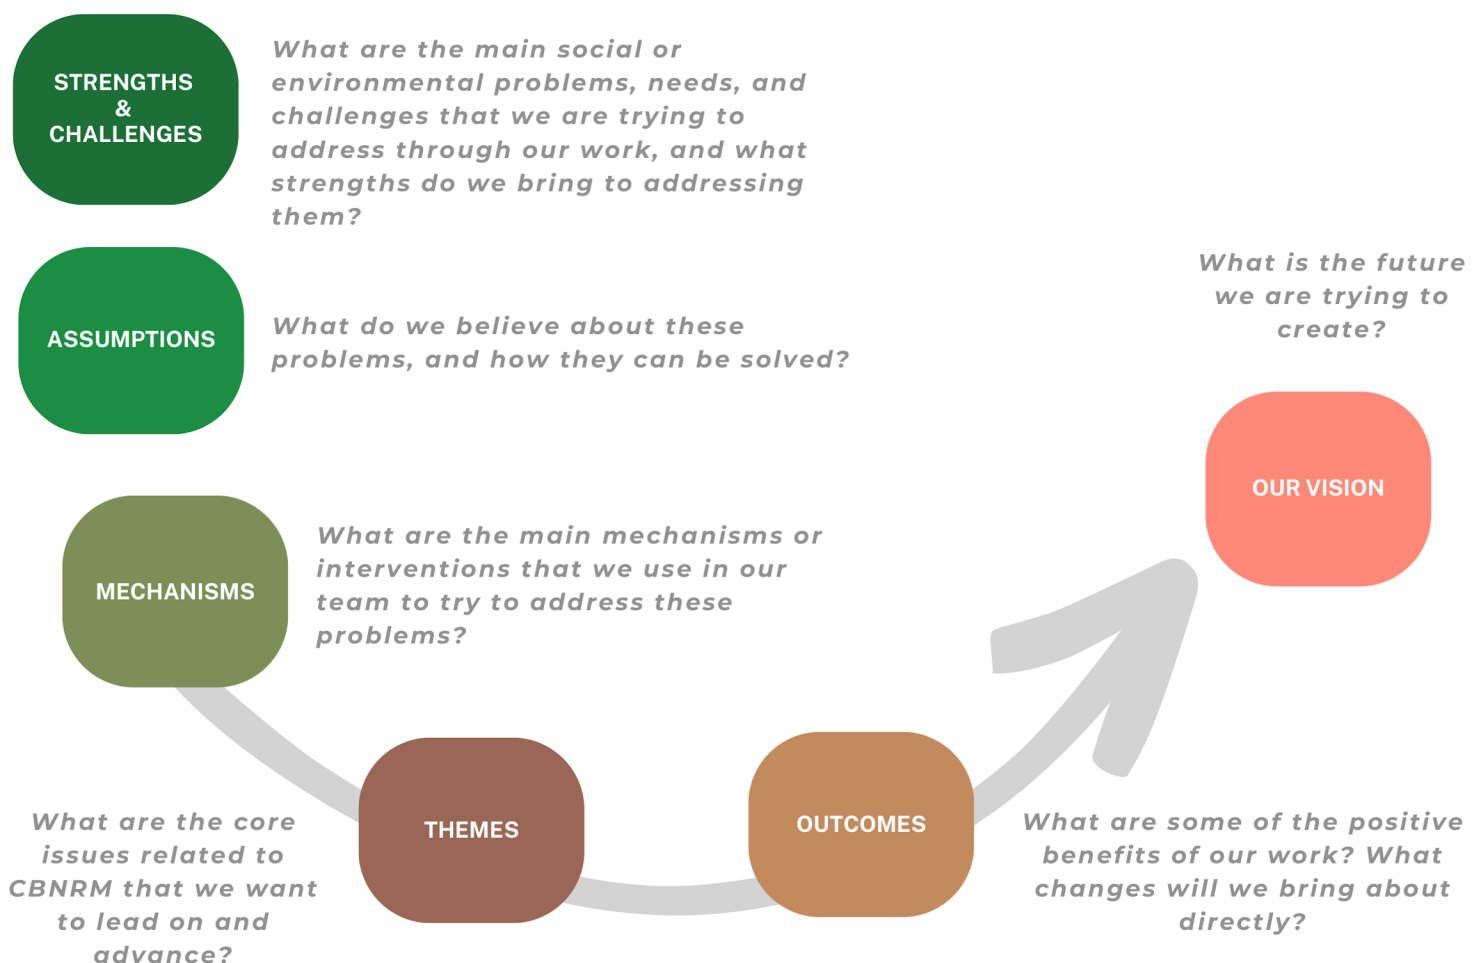 STRENGTHS
&
CHALLENGES
What are the main social or
environmental problems, needs, and
challenges that we are trying to
address through our work, and what
strengths do we bring to addressing
them?
ASSUMPTIONS
What do we believe about these
problems, and how they can be solved?
What is the future
we are trying to
create?
OUR VISION
MECHANISMS
What are the main mechanisms or
interventions that we use in our
team to try to address these
problems?
What are the core
issues related to
CBNRM that we want
to lead on and
advance?
THEMES
OUTCOMES
What are some of the positive
benefits of our work? What
changes will we bring about
directly?